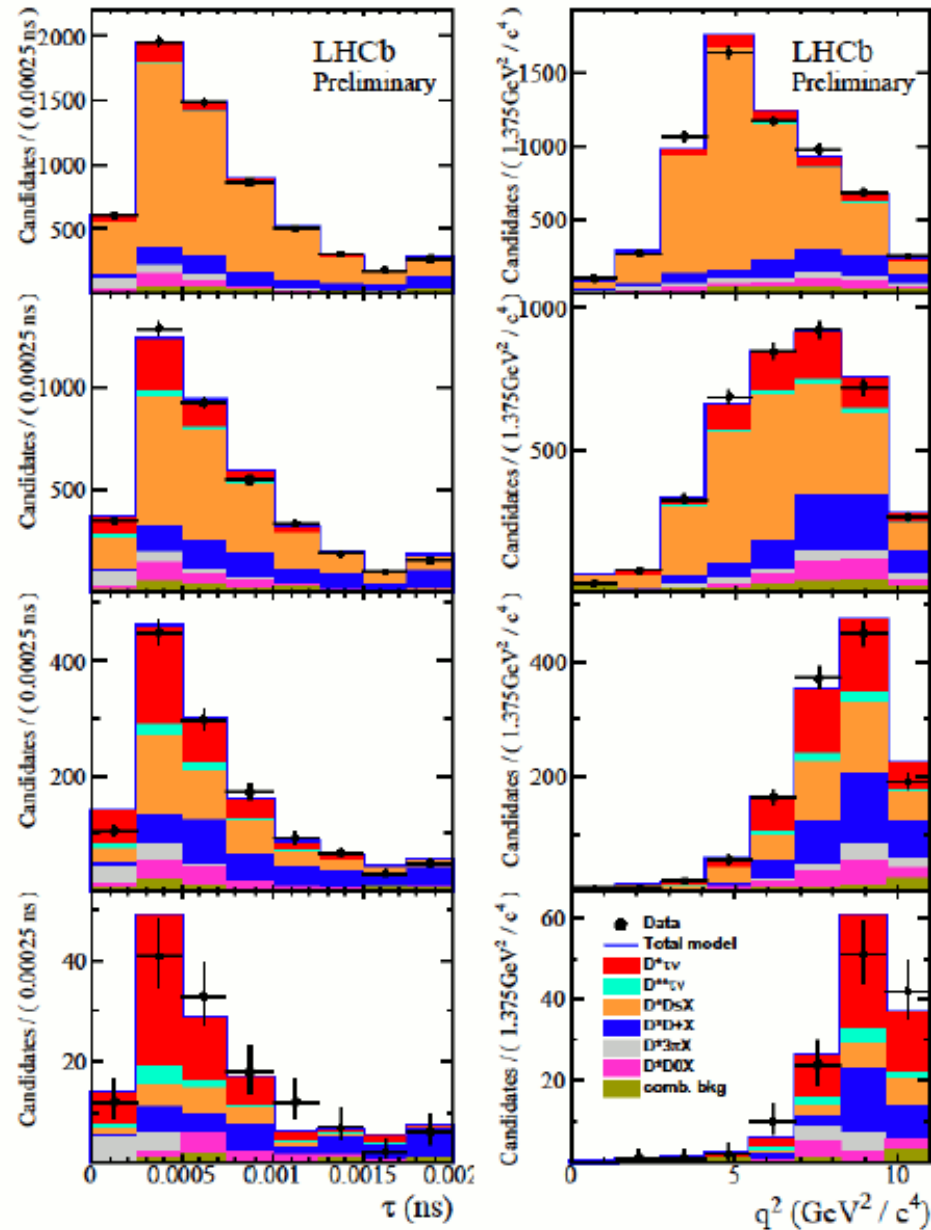 Candidates / ( 0.00025 ns )
2000
1500
1000
500
LHCb
Preliminary
Candidates / ( 1.375GeV² / c⁴ )
1500
1000
500
LHCb
Preliminary
Candidates / ( 0.00025 ns )
1000
500
Candidates / ( 1.375GeV² / c⁴ )
1000
500
Candidates / ( 0.00025 ns )
400
200
Candidates / ( 1.375GeV² / c⁴ )
400
200
Candidates / ( 0.00025 ns )
40
20
0 0.0005 0.001 0.0015 0.002
τ (ns)
Candidates / ( 1.375GeV² / c⁴ )
60
40
20
Data
Total model
D*τν
D**τν
D*DsX
D*D+X
D*3πX
D*D0X
comb. bkg
0 5 10
q² (GeV² / c⁴)